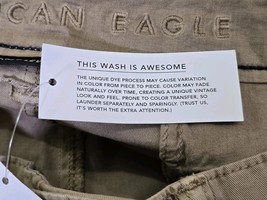 ICAN EAGLE
THIS WASH IS AWESOME
THE UNIQUE DYE PROCESS MAY CAUSE VARIATION
IN COLOR FROM PIECE TO PIECE. COLOR MAY FADE
NATURALLY OVER TIME, CREATING A UNIQUE VINTAGE
LOOK AND FEEL. PRONE TO COLOR TRANSFER, SO
LAUNDER SEPARATELY AND SPARINGLY. (TRUST US,
IT'S WORTH THE EXTRA ATTENTION.)